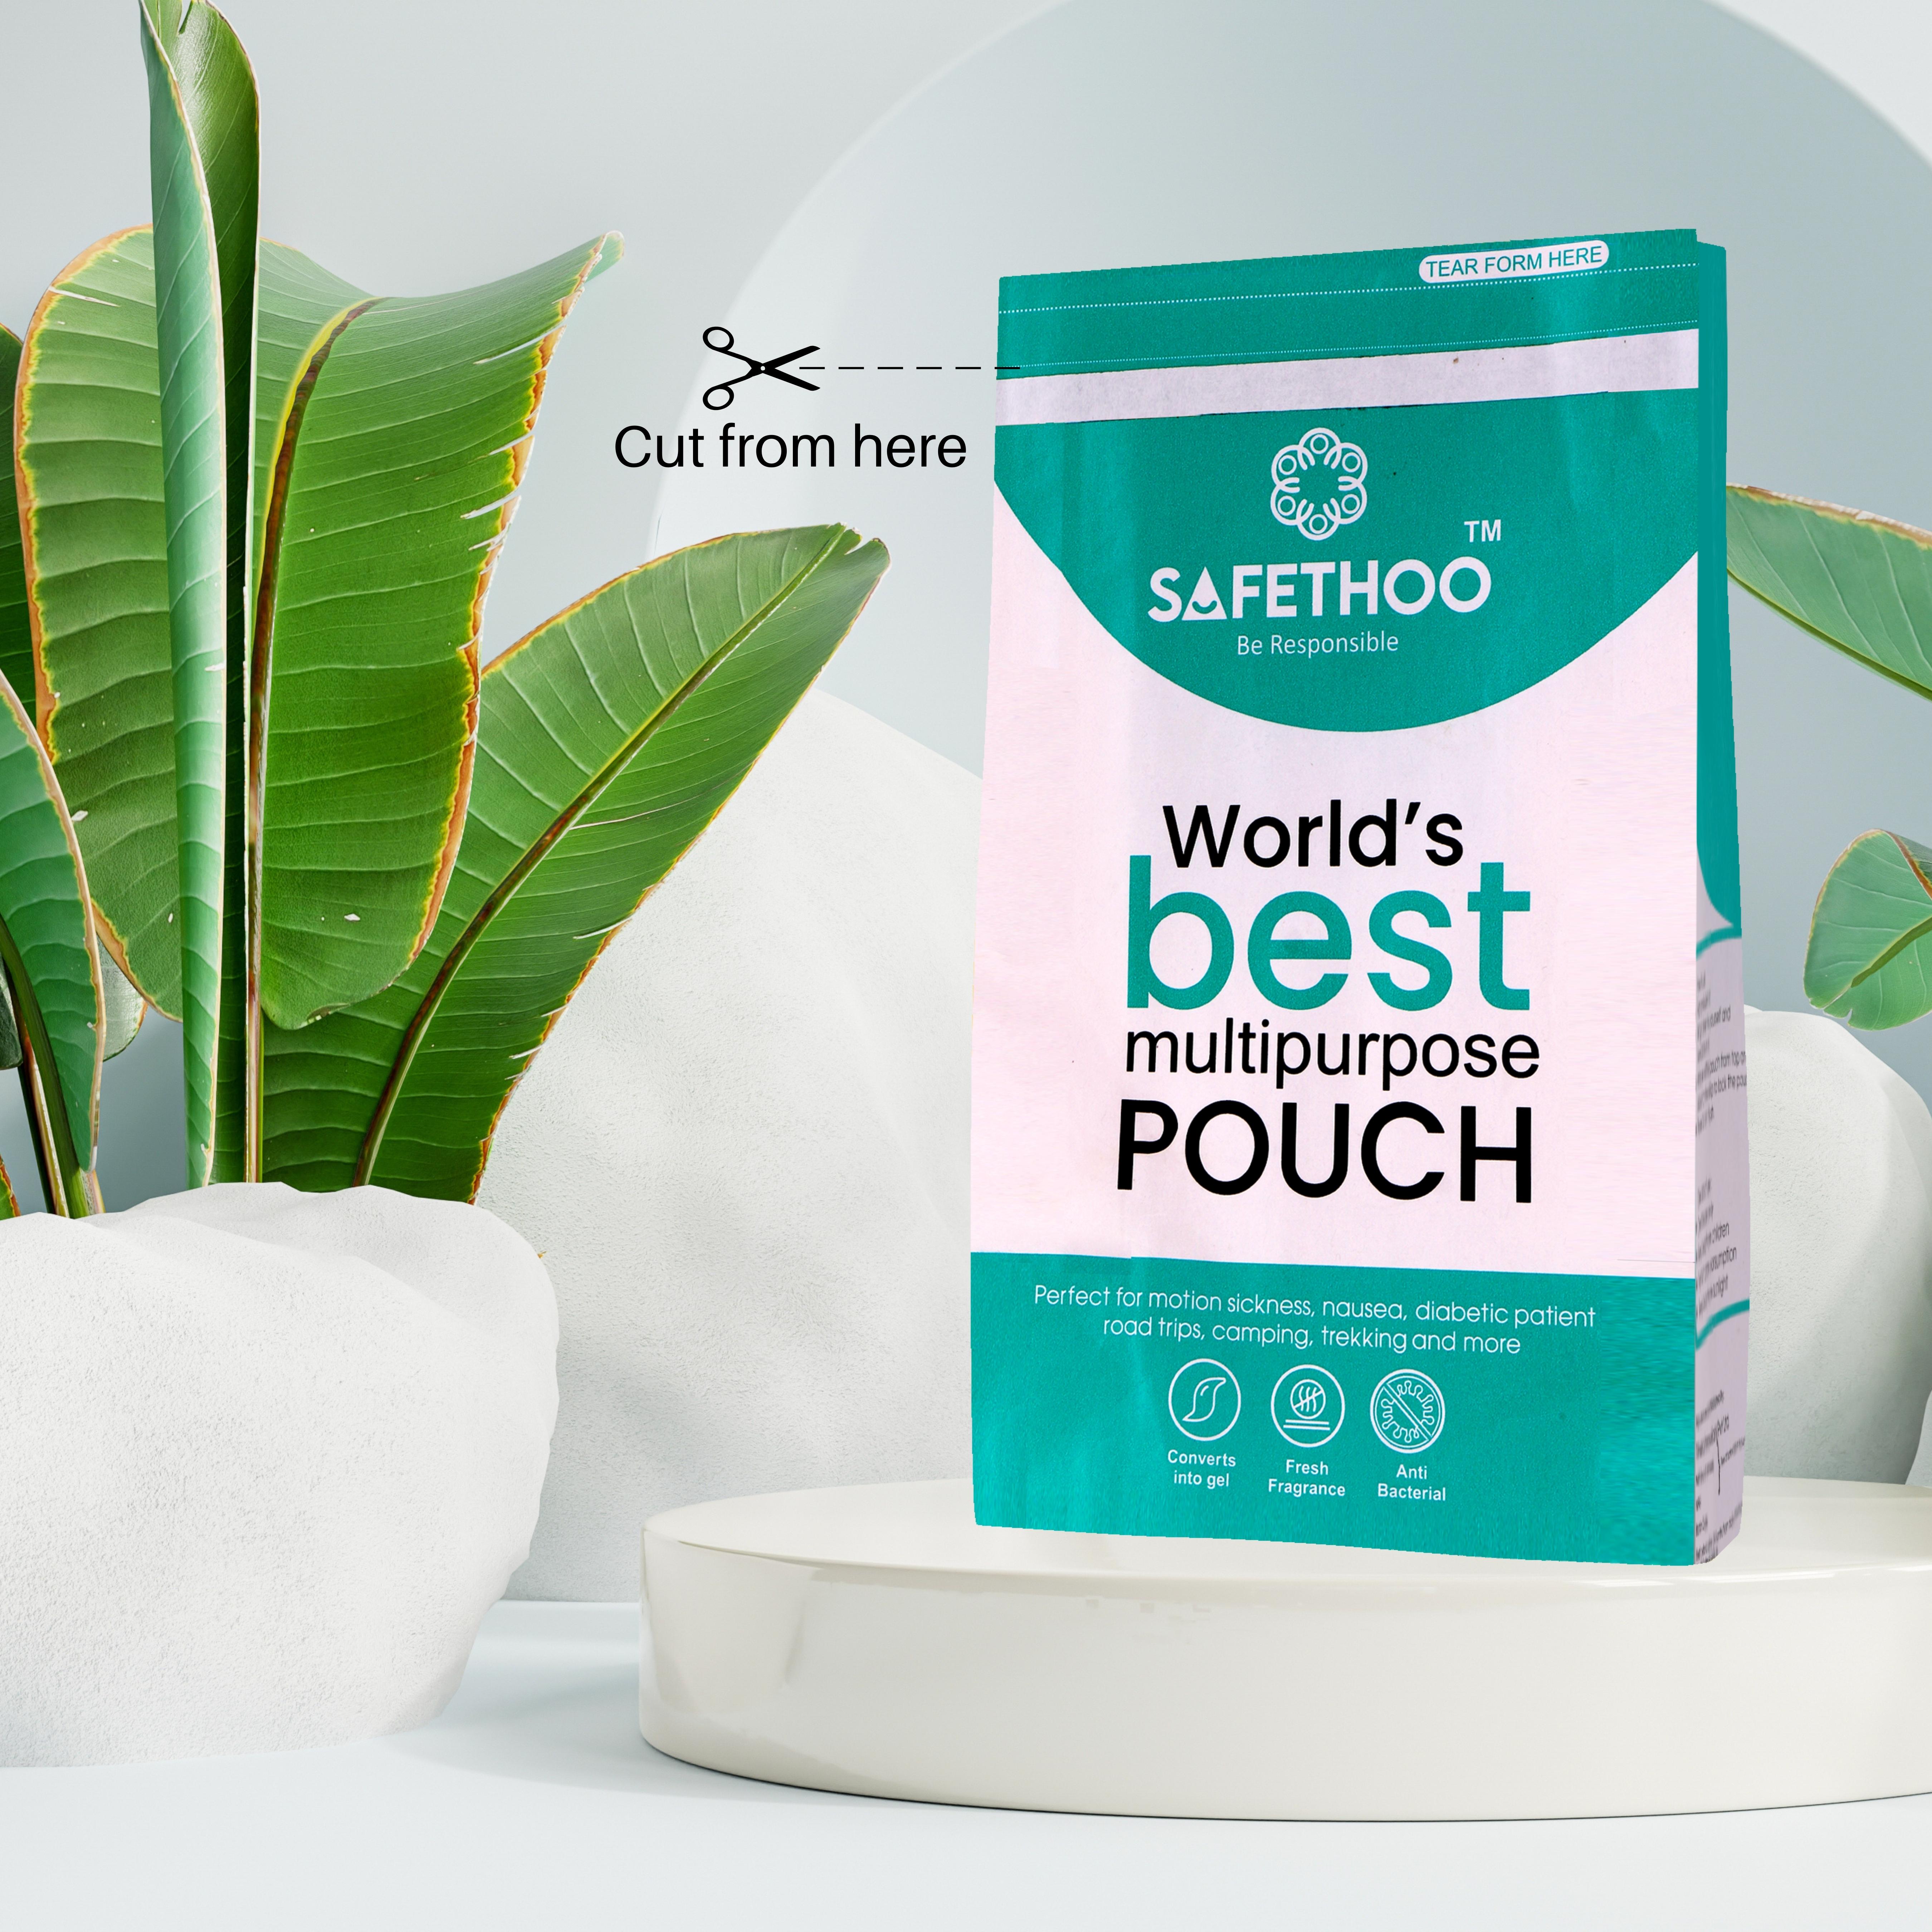 TEAR FORM HERE
Cut from here
TM
SAFETHOO
Be Responsible
World's
best
multipurpose
POUCH
Perfect for motion sickness, nausea, diabetic patient
road trips, camping, trekking and more
Converts
into gel
Fresh
Fragrance
Anti
Bacterial